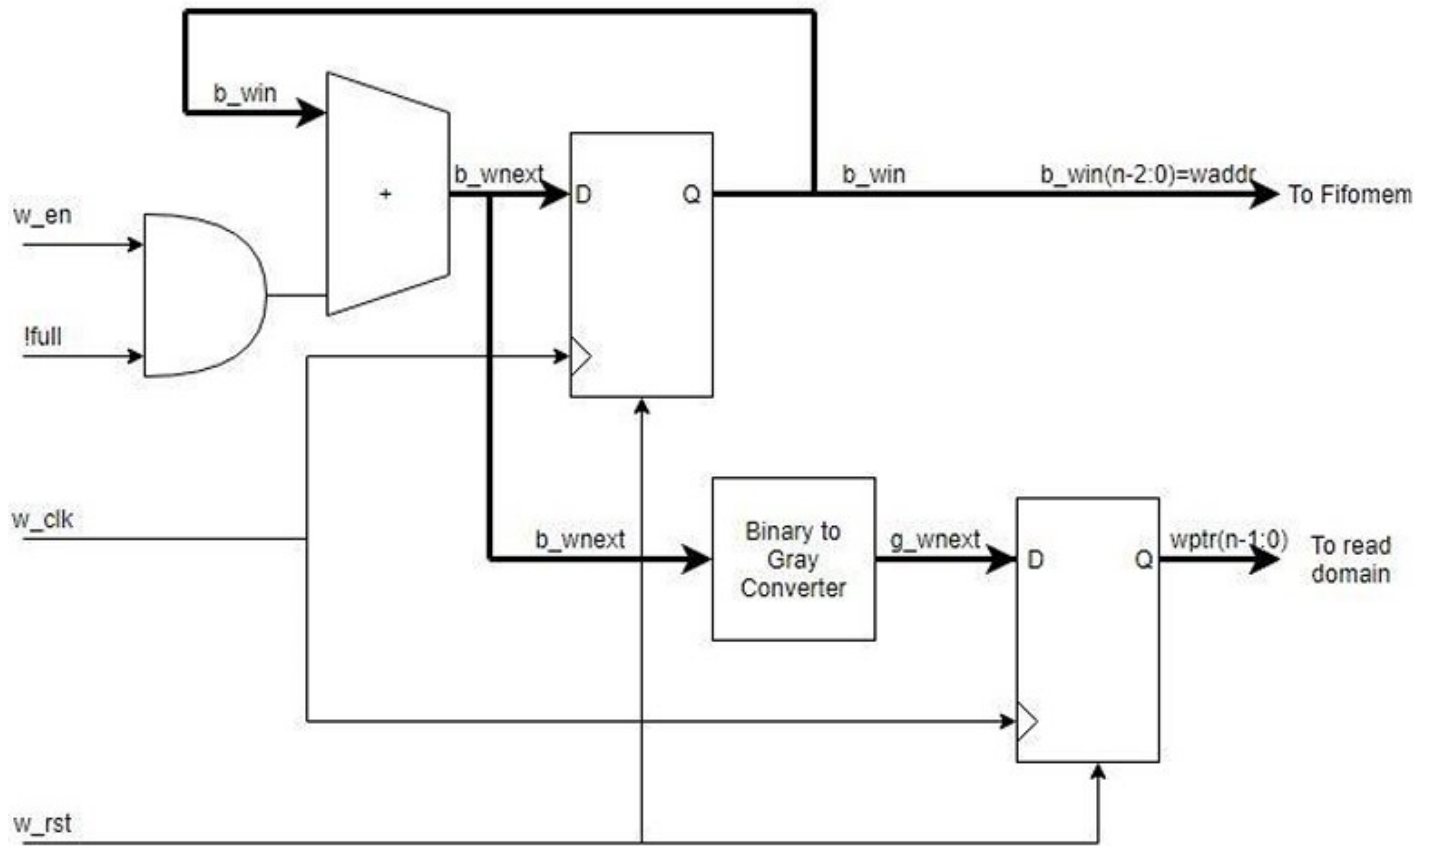 b_win
b_wnext
D
Q
b_win
b_win(n-2:0)=waddr
To Fifomem
+
w_en
!full
w_clk
b_wnext
Binary to
Gray
Converter
g_wnext
D
Q
wptr(n-1:0)
To read
domain
w_rst